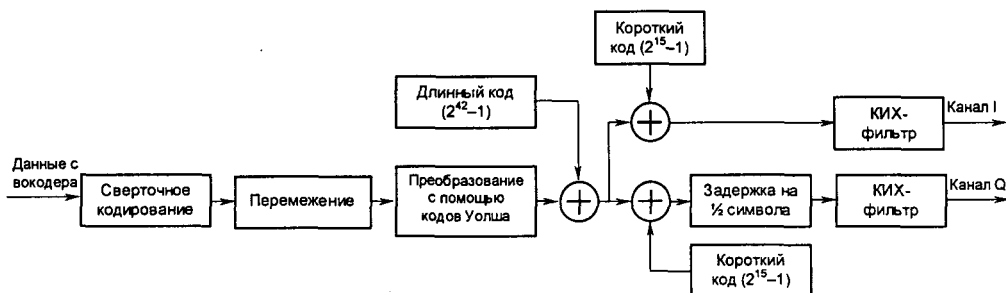 Короткий
код (2¹⁵–1)
Длинный код
(2⁴²–1)
КИХ-
фильтр
Канал I
Данные с
вокодера
Сверточное
кодирование
Перемежение
Преобразование
с помощью
кодов Уолша
Задержка на
½ символа
КИХ-
фильтр
Канал Q
Короткий
код (2¹⁵–1)